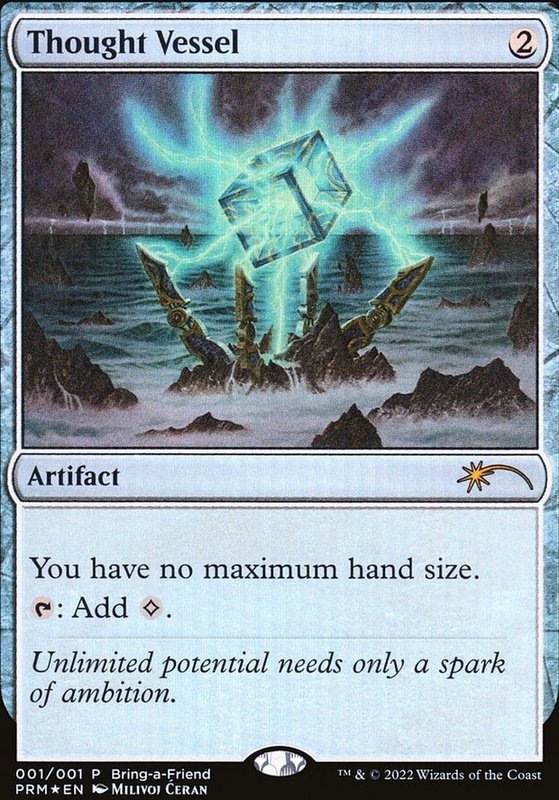 Thought Vessel 2
Artifact
You have no maximum hand size.
: Add .
Unlimited potential needs only a spark
of ambition.
001/001 P Bring-a-Friend
PRM★EN Milivoj Ćeran
™ & © 2022 Wizards of the Coast